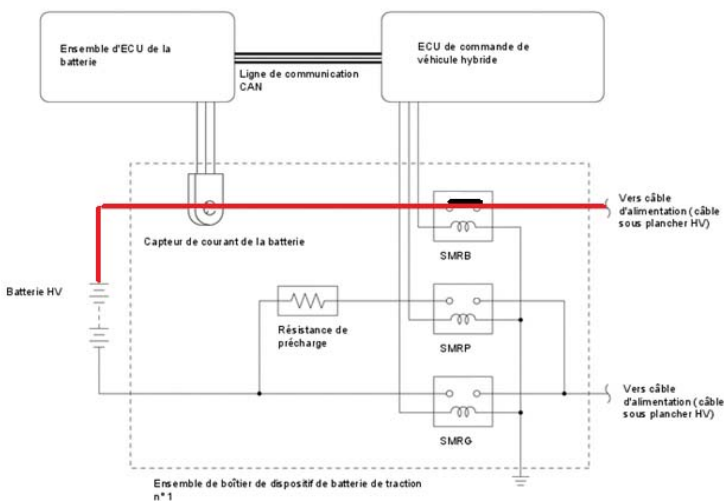 Ensemble d'ECU de la
batterie
ECU de commande de
véhicule hybride
Ligne de communication
CAN
Vers câble
d'alimentation (câble
sous plancher HV)
Capteur de courant de la batterie
SMRB
Batterie HV
Résistance de
précharge
SMRP
Vers câble
d'alimentation (câble
sous plancher HV)
SMRG
Ensemble de boîtier de dispositif de batterie de traction
n° 1